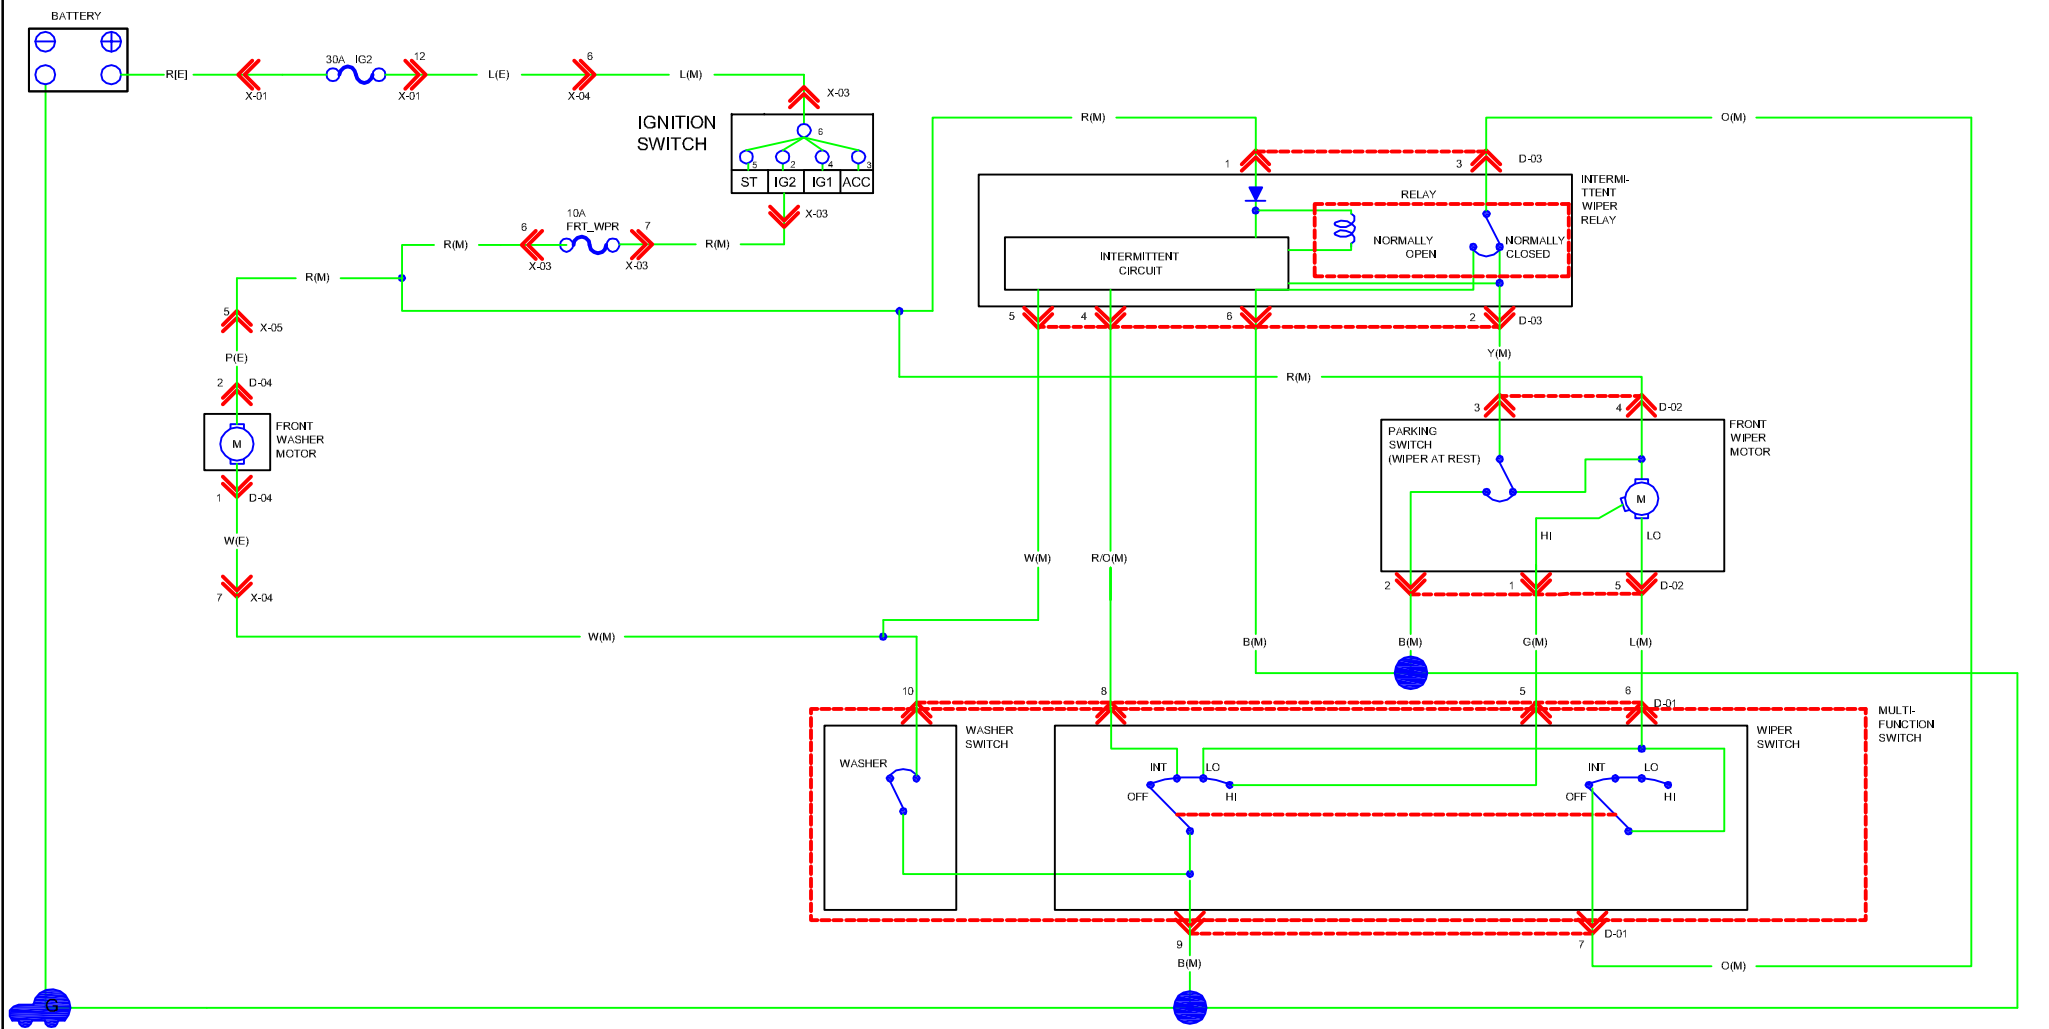 BATTERY
R[E]
X-01
30A IG2
12
X-01
L(E)
6
X-04
L(M)
X-03
IGNITION
SWITCH
6
5
2
4
3
ST
IG2
IG1
ACC
X-03
10A
FRT_WPR
6
X-03
7
X-03
R(M)
R(M)
R(M)
5
X-05
P(E)
2
D-04
M
FRONT
WASHER
MOTOR
1
D-04
W(E)
7
X-04
W(M)
R(M)
1
3
D-03
O(M)
INTERMI-
TTENT
WIPER
RELAY
RELAY
NORMALLY
OPEN
NORMALLY
CLOSED
INTERMITTENT
CIRCUIT
5
4
6
2
D-03
Y(M)
R(M)
3
4
D-02
PARKING
SWITCH
(WIPER AT REST)
FRONT
WIPER
MOTOR
M
HI
LO
2
1
5
D-02
W(M)
R/O(M)
B(M)
B(M)
G(M)
L(M)
10
8
5
6
D-01
MULTI-
FUNCTION
SWITCH
WASHER
SWITCH
WASHER
WIPER
SWITCH
OFF
INT
LO
HI
OFF
INT
LO
HI
9
7
D-01
B(M)
O(M)
G